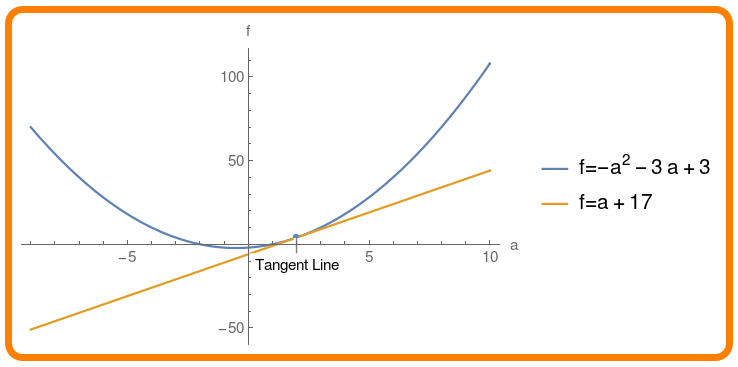 f
100
50
-5
5
10
a
Tangent Line
-50
f=−a² − 3 a + 3
f=a + 17